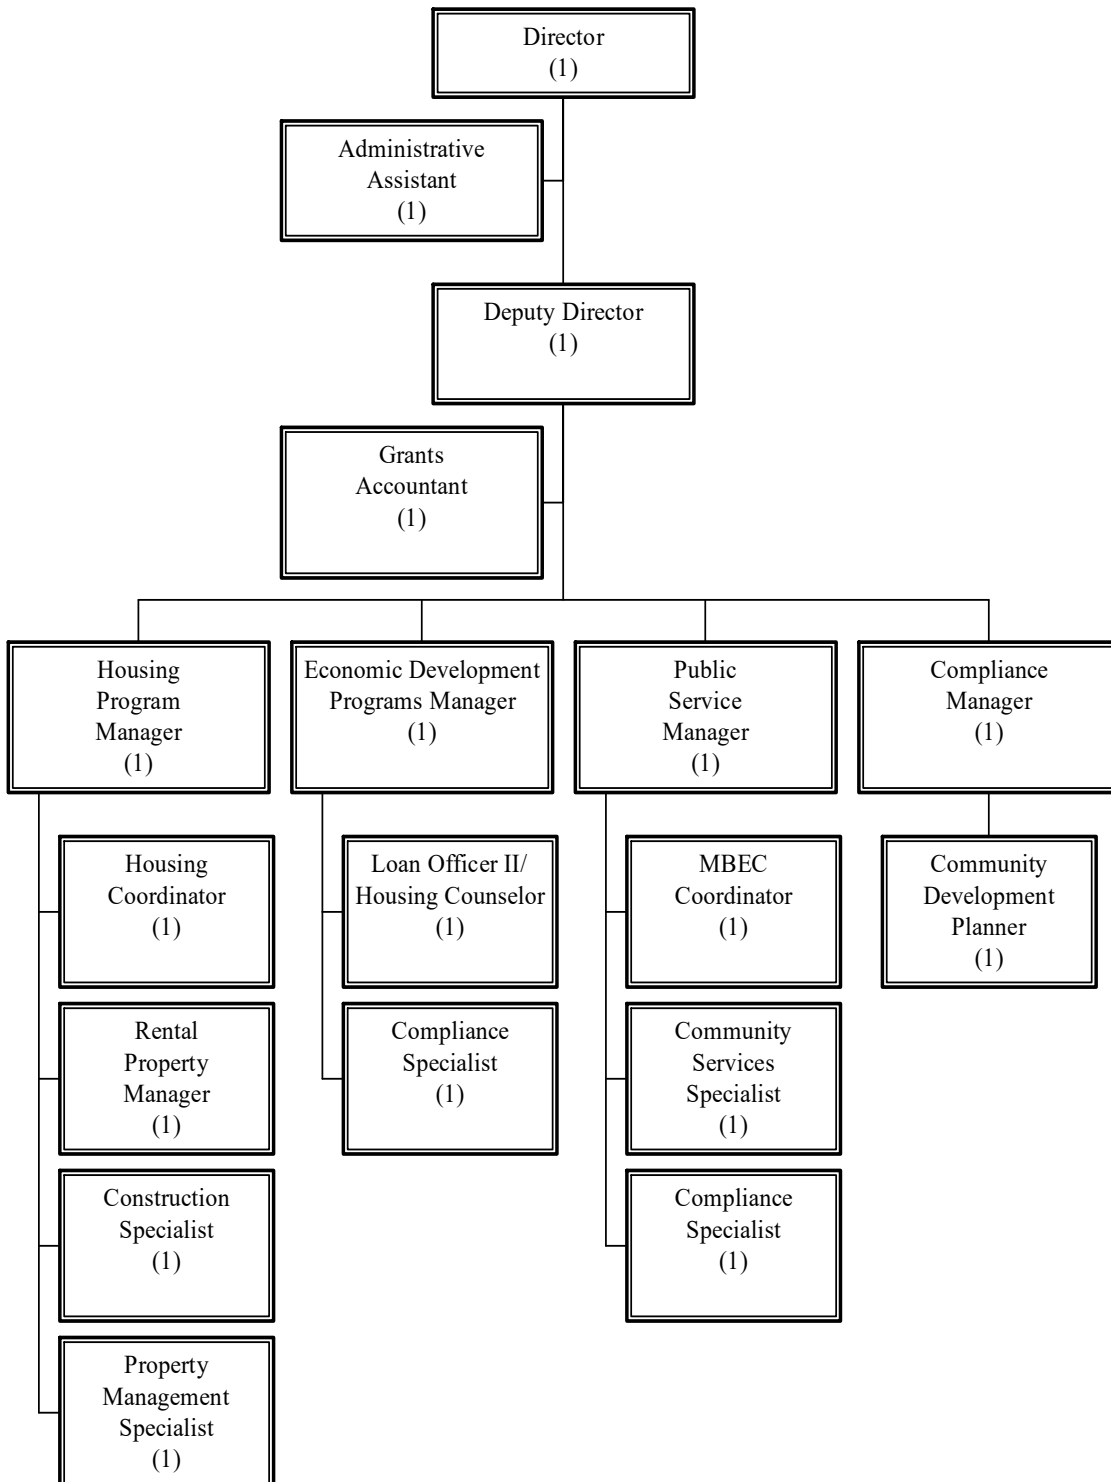 Director
(1)
Administrative
Assistant
(1)
Deputy Director
(1)
Grants
Accountant
(1)
Housing
Program
Manager
(1)
Economic Development
Programs Manager
(1)
Public
Service
Manager
(1)
Compliance
Manager
(1)
Housing
Coordinator
(1)
Loan Officer II/
Housing Counselor
(1)
MBEC
Coordinator
(1)
Community
Development
Planner
(1)
Rental
Property
Manager
(1)
Compliance
Specialist
(1)
Community
Services
Specialist
(1)
Construction
Specialist
(1)
Compliance
Specialist
(1)
Property
Management
Specialist
(1)